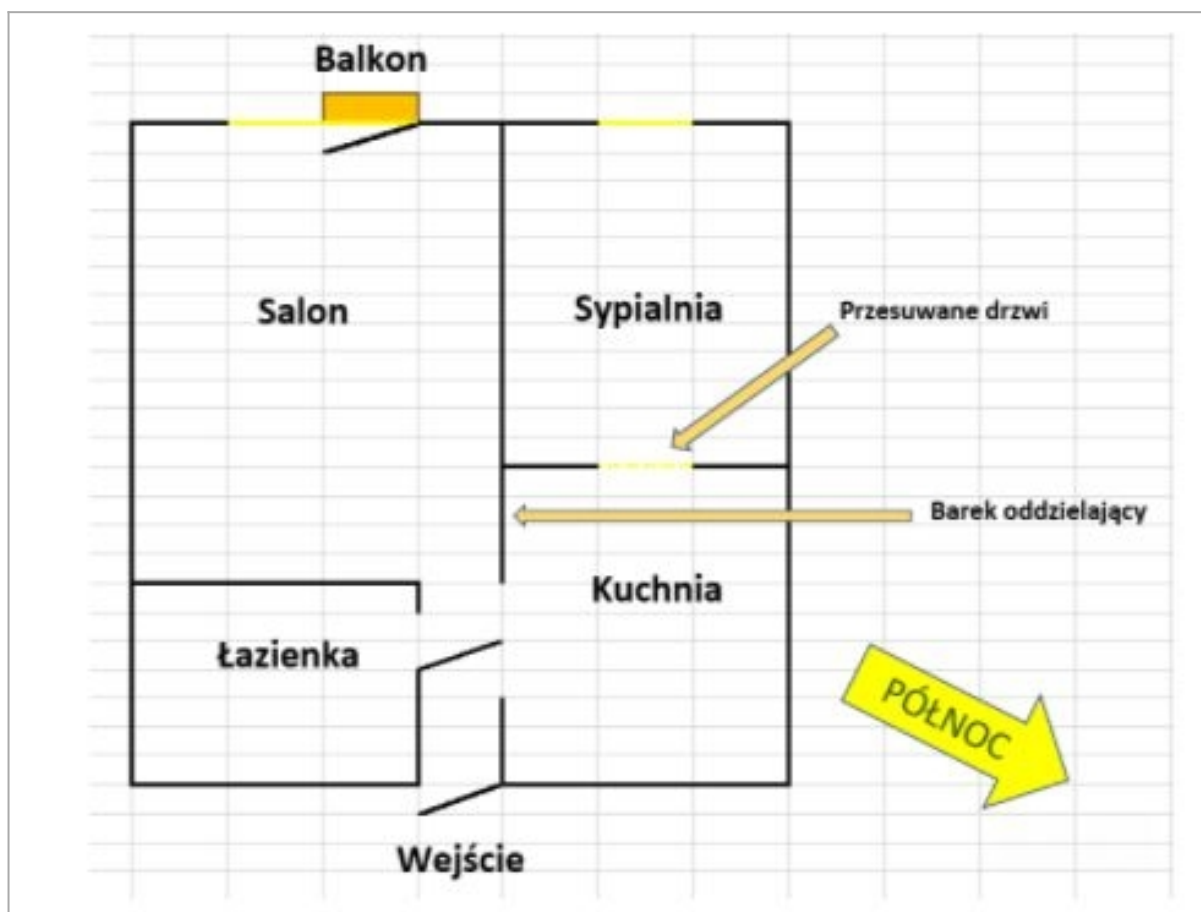 Balkon
Salon
Sypialnia
Przesuwane drzwi
Barek oddzielający
Kuchnia
Łazienka
PÓŁNOC
Wejście